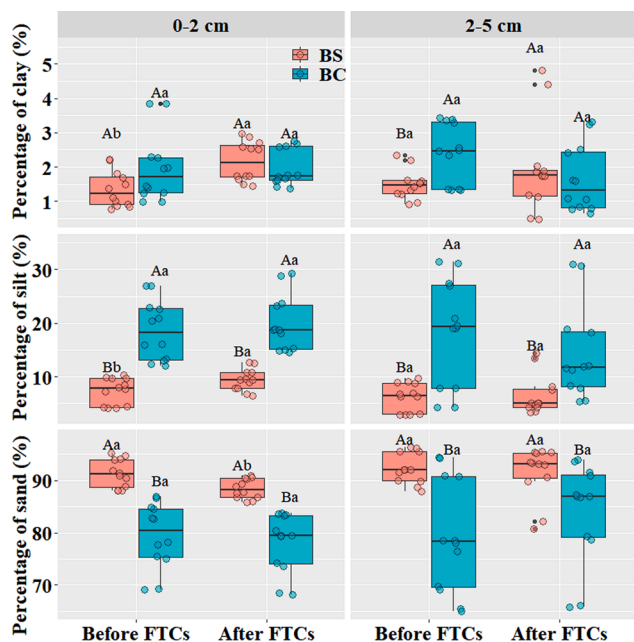 0-2 cm 2-5 cm
BS
BC
Percentage of clay (%)
5
4
3
2
1
Ab Aa Aa Aa
Ba Aa Aa Aa
Percentage of silt (%)
30
20
10
Bb Aa Ba Aa
Ba Aa Ba Aa
Percentage of sand (%)
90
80
70
Aa Ba Ab Ba
Aa Ba Aa Ba
Before FTCs After FTCs Before FTCs After FTCs